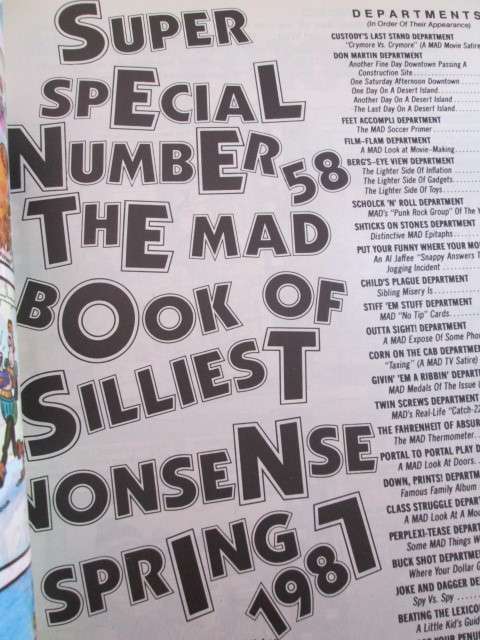 SUPER
SPECIAL
NUMBER 58
THE MAD
BOOK OF
SILLIEST
NONSENSE
SPRING 1987
DEPARTMENTS
(In Order Of Their Appearance)
CUSTODY'S LAST STAND DEPARTMENT
"Crymore Vs. Crymore" (A MAD Movie Satire
DON MARTIN DEPARTMENT
Another Fine Day Downtown Passing A
Construction Site
One Saturday Afternoon Downtown
One Day On A Desert Island
Another Day On A Desert Island
The Last Day On A Desert Island
FEET ACCOMPLI DEPARTMENT
The MAD Soccer Primer
FILM-FLAM DEPARTMENT
A MAD Look at Movie-Making
BERG'S-EYE VIEW DEPARTMENT
The Lighter Side Of Inflation
The Lighter Side Of Gadgets
The Lighter Side Of Toys
SCHOLCK 'N' ROLL DEPARTMENT
MAD's "Punk Rock Group" Of The Y
SHTICKS ON STONES DEPARTMENT
Distinctive MAD Epitaphs
PUT YOUR FUNNY WHERE YOUR MO
An Al Jaffee "Snappy Answers T
Jogging Incident
CHILD'S PLAGUE DEPARTMENT
Sibling Misery Is
STIFF 'EM STUFF DEPARTMENT
MAD "No Tip" Cards
OUTTA SIGHT! DEPARTMENT
A MAD Expose Of Some Pho
CORN ON THE CAB DEPARTME
"Taxing" (A MAD TV Satire)
GIVIN' 'EM A RIBBIN' DEPART
MAD Medals Of The Issue
TWIN SCREWS DEPARTMENT
MAD's Real-Life "Catch-22
THE FAHRENHEIT OF ABSUR
The MAD Thermometer
PORTAL TO PORTAL PLAY D
A MAD Look At Doors
DOWN, PRINTS! DEPARTM
Famous Family Album
CLASS STRUGGLE DEPART
A MAD Look At A Mo
PERPLEXI-TEASE DEPART
Some MAD Things W
BUCK SHOT DEPARTME
Where Your Dollar G
JOKE AND DAGGER DE
Spy Vs. Spy
BEATING THE LEXICO
A Little Kid's Guid